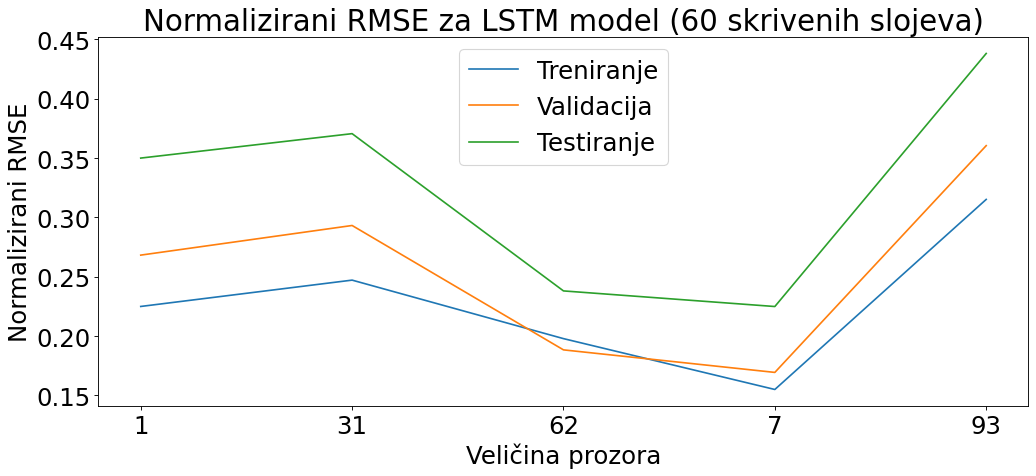 Normalizirani RMSE za LSTM model (60 skrivenih slojeva)
Normalizirani RMSE
0.45
0.40
0.35
0.30
0.25
0.20
0.15
Treniranje
Validacija
Testiranje
1 31 62 7 93
Veličina prozora